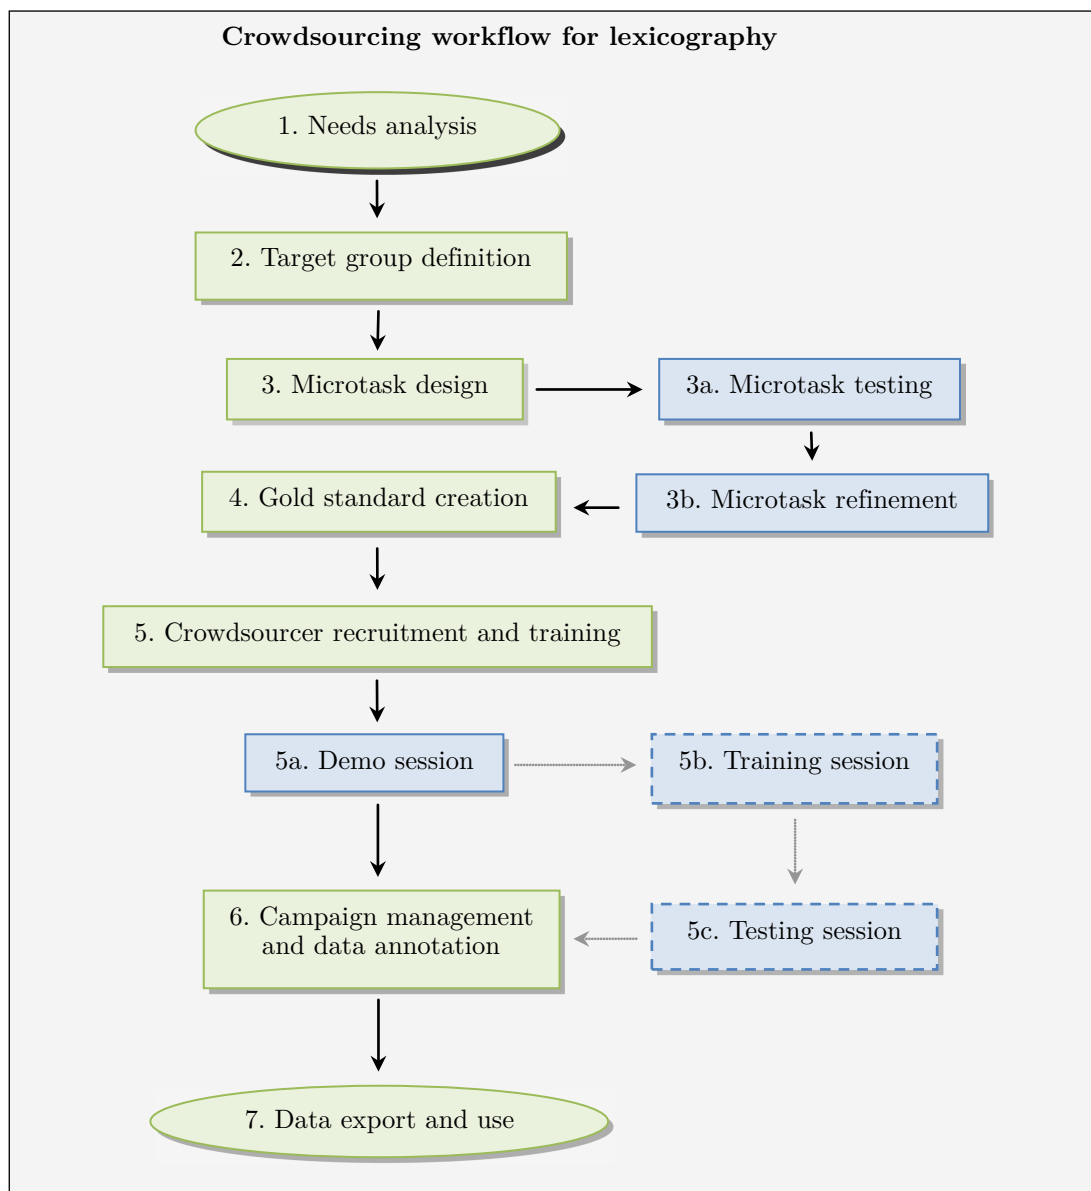 Crowdsourcing workflow for lexicography
1. Needs analysis
2. Target group definition
3. Microtask design
3a. Microtask testing
3b. Microtask refinement
4. Gold standard creation
5. Crowdsourcer recruitment and training
5a. Demo session
5b. Training session
5c. Testing session
6. Campaign management
and data annotation
7. Data export and use